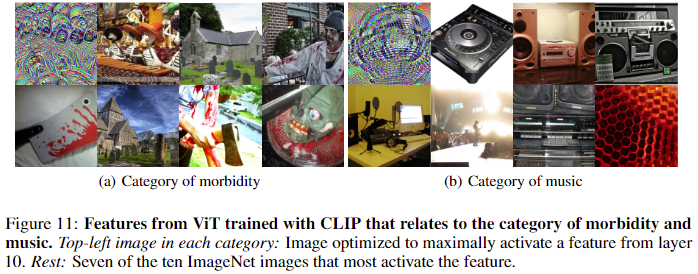 (a) Category of morbidity
(b) Category of music
Figure 11: Features from ViT trained with CLIP that relates to the category of morbidity and
music. Top-left image in each category: Image optimized to maximally activate a feature from layer
10. Rest: Seven of the ten ImageNet images that most activate the feature.